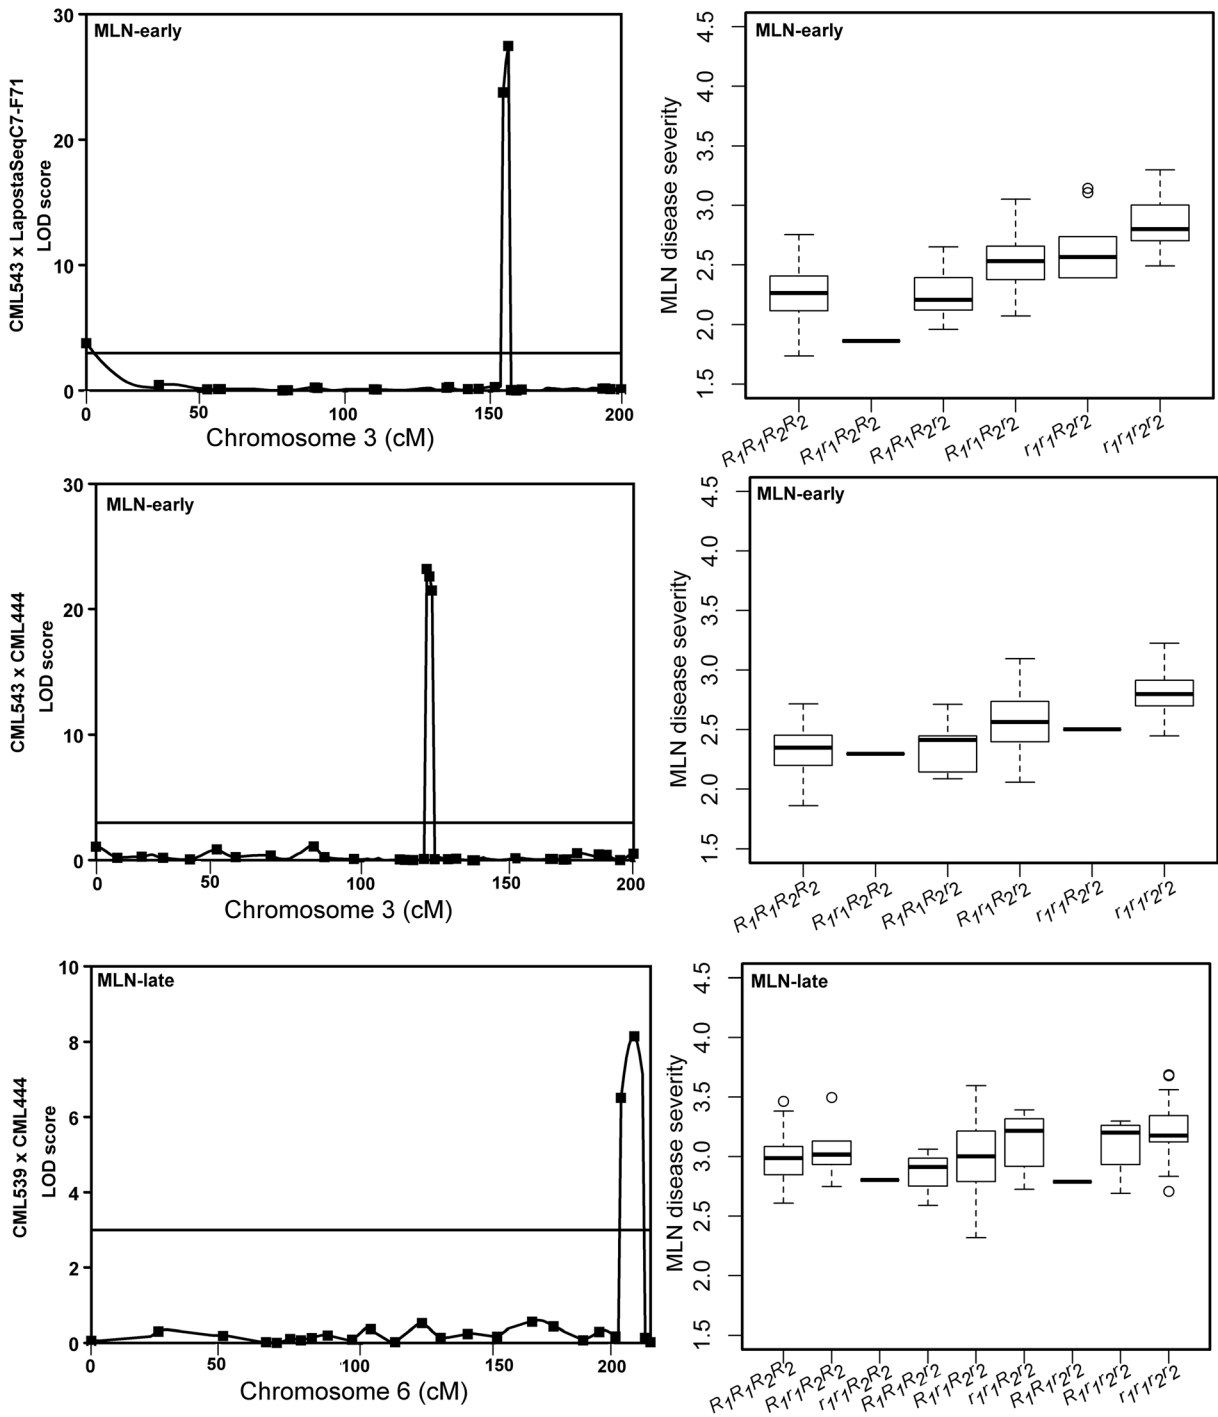 MLN-early
CML543 x LapostaSeqC7-F71
LOD score
30
20
10
0
0 50 100 150 200
Chromosome 3 (cM)
MLN-early
MLN disease severity
4.5
4.0
3.5
3.0
2.5
2.0
1.5
R1R1R2R2 R1r1R2R2 R1R1R2r2 R1r1R2r2 r1r1R2r2 r1r1r2r2
MLN-early
CML543 x CML444
LOD score
30
20
10
0
0 50 100 150 200
Chromosome 3 (cM)
MLN-early
MLN disease severity
4.5
4.0
3.5
3.0
2.5
2.0
1.5
R1R1R2R2 R1r1R2R2 R1R1R2r2 R1r1R2r2 r1r1R2r2 r1r1r2r2
MLN-late
CML539 x CML444
LOD score
10
8
6
4
2
0
0 50 100 150 200
Chromosome 6 (cM)
MLN-late
MLN disease severity
4.5
4.0
3.5
3.0
2.5
2.0
1.5
R1R1R2R2 R1r1R2R2 r1r1R2R2 R1R1R2r2 R1r1R2r2 r1r1R2r2 R1R1r2r2 R1r1r2r2 r1r1r2r2